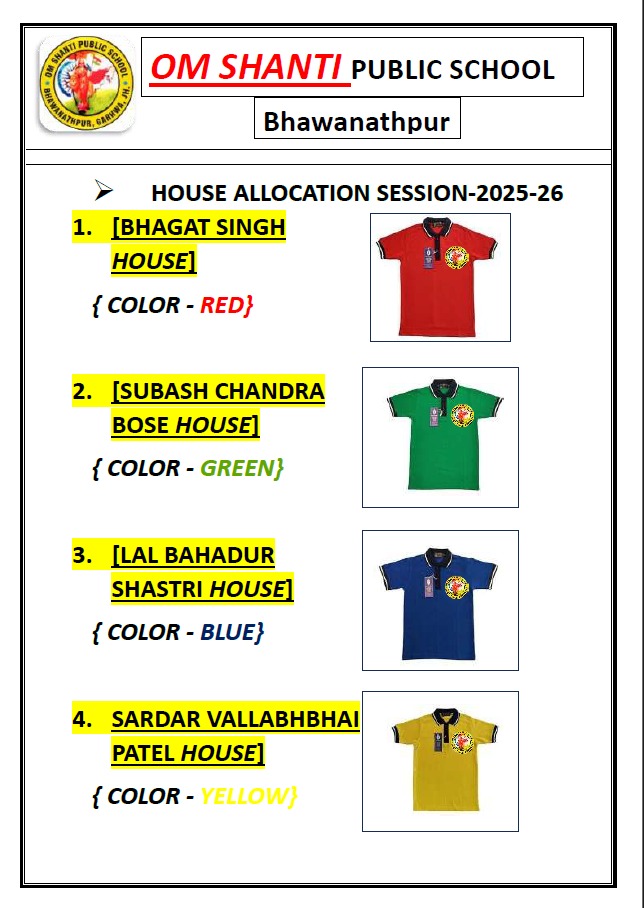 OM SHANTI PUBLIC SCHOOL
BHAWANATHPUR, GARHWA, JH.
OM SHANTI PUBLIC SCHOOL
Bhawanathpur
➢ HOUSE ALLOCATION SESSION-2025-26
1. [BHAGAT SINGH
HOUSE]
{ COLOR - RED}
2. [SUBASH CHANDRA
BOSE HOUSE]
{ COLOR - GREEN}
3. [LAL BAHADUR
SHASTRI HOUSE]
{ COLOR - BLUE}
4. SARDAR VALLABHBHAI
PATEL HOUSE]
{ COLOR - YELLOW}